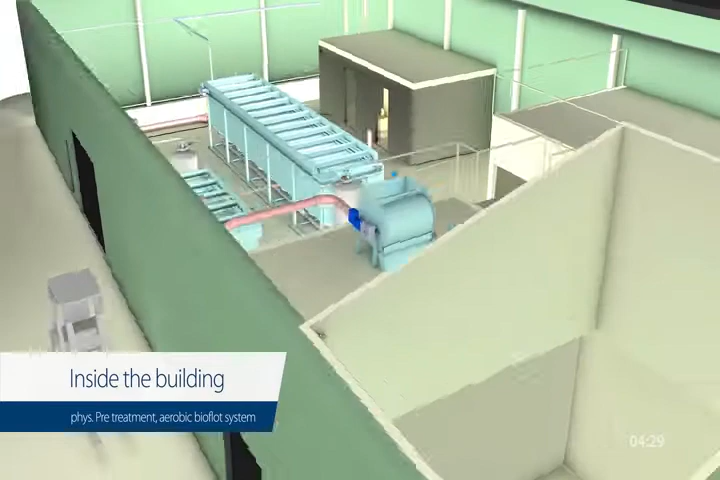 Inside the building
phys. Pre treatment, aerobic bioflot system
04:29